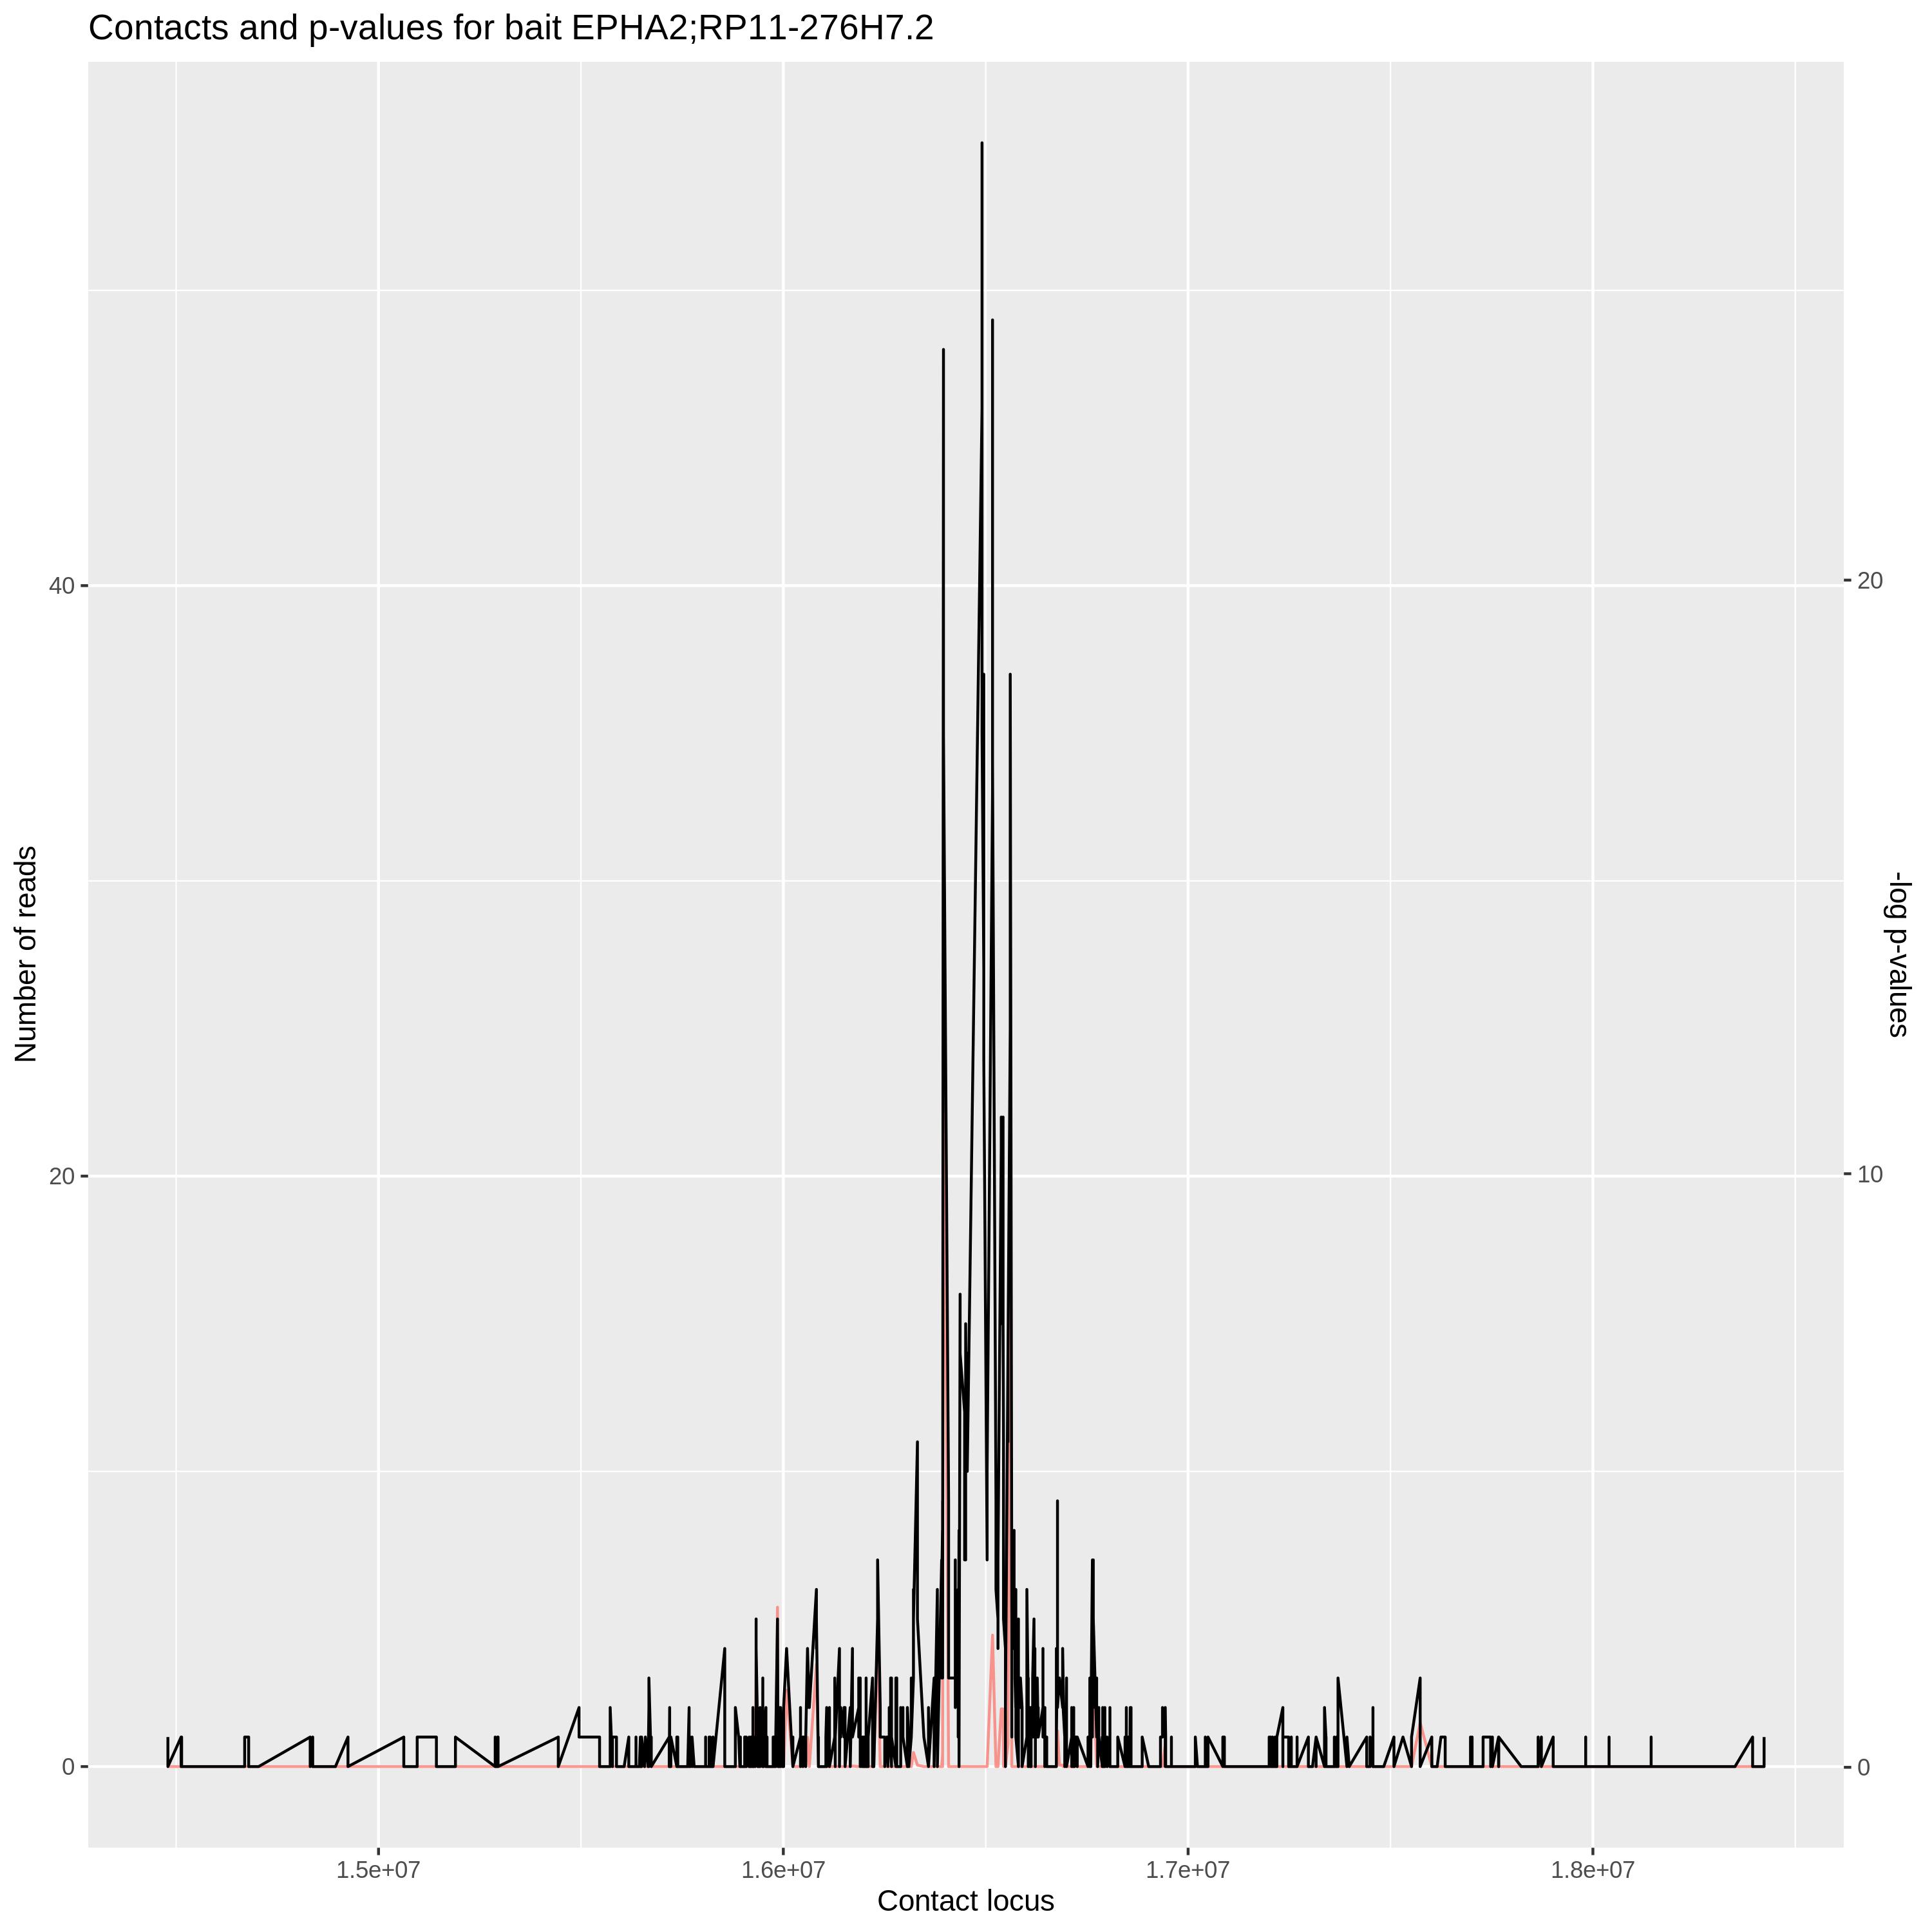 Contacts and p-values for bait EPHA2;RP11-276H7.2
Number of reads
40
20
0
20
10
0
-log p-values
1.5e+07 1.6e+07 1.7e+07 1.8e+07
Contact locus